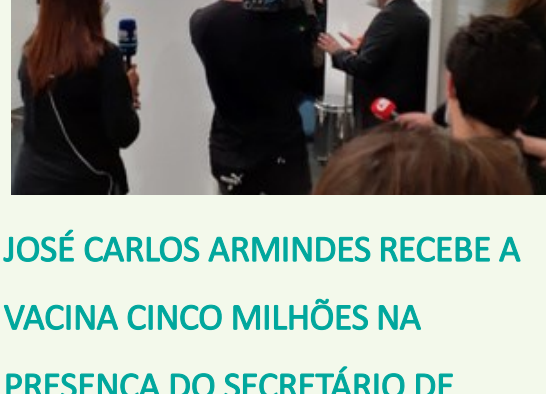 JOSÉ CARLOS ARMINDES RECEBE A
VACINA CINCO MILHÕES NA
PRESENÇA DO SECRETÁRIO DE